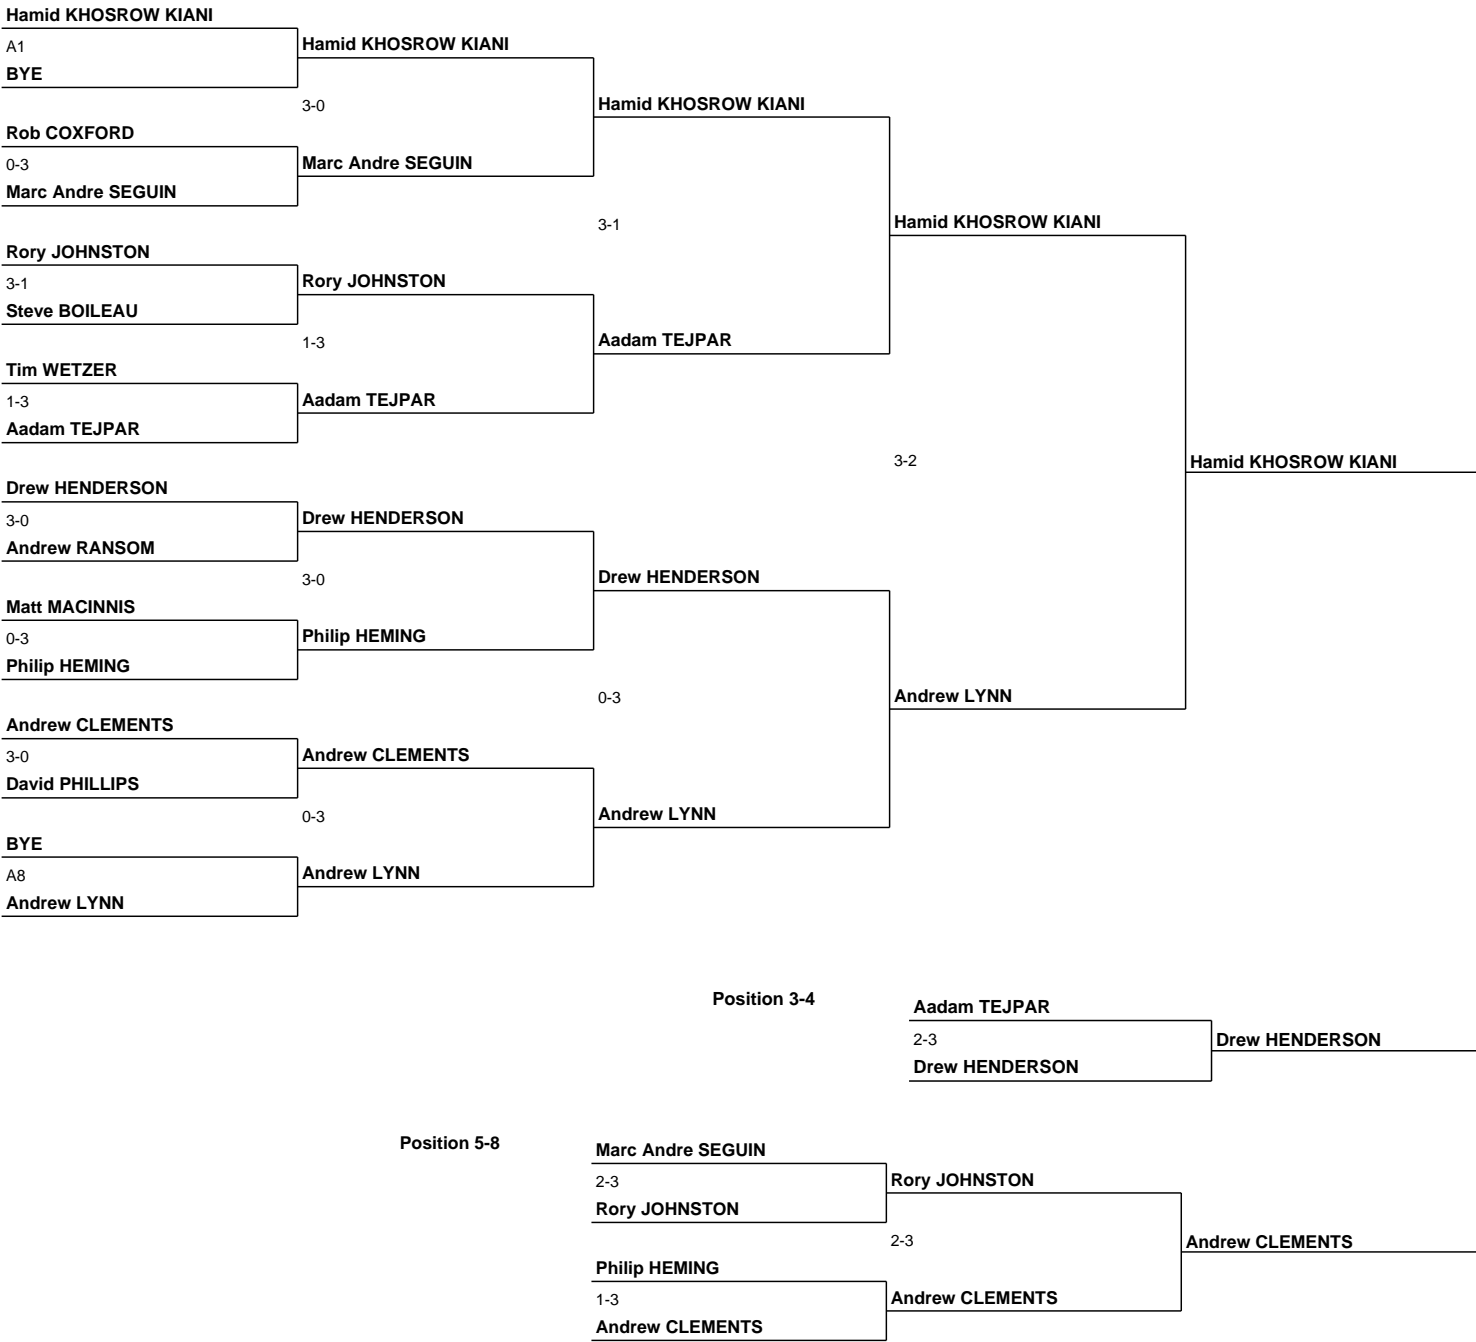 Hamid KHOSROW KIANI
A1
BYE
Hamid KHOSROW KIANI
3-0
Rob COXFORD
0-3
Marc Andre SEGUIN
Marc Andre SEGUIN
Hamid KHOSROW KIANI
3-1
Rory JOHNSTON
3-1
Steve BOILEAU
Rory JOHNSTON
1-3
Tim WETZER
1-3
Aadam TEJPAR
Aadam TEJPAR
Aadam TEJPAR
Hamid KHOSROW KIANI
3-2
Hamid KHOSROW KIANI
Drew HENDERSON
3-0
Andrew RANSOM
Drew HENDERSON
3-0
Matt MACINNIS
0-3
Philip HEMING
Philip HEMING
Drew HENDERSON
0-3
Andrew CLEMENTS
3-0
David PHILLIPS
Andrew CLEMENTS
0-3
BYE
A8
Andrew LYNN
Andrew LYNN
Andrew LYNN
Andrew LYNN
Position 3-4
Aadam TEJPAR
2-3
Drew HENDERSON
Drew HENDERSON
Position 5-8
Marc Andre SEGUIN
2-3
Rory JOHNSTON
Rory JOHNSTON
2-3
Philip HEMING
1-3
Andrew CLEMENTS
Andrew CLEMENTS
Andrew CLEMENTS